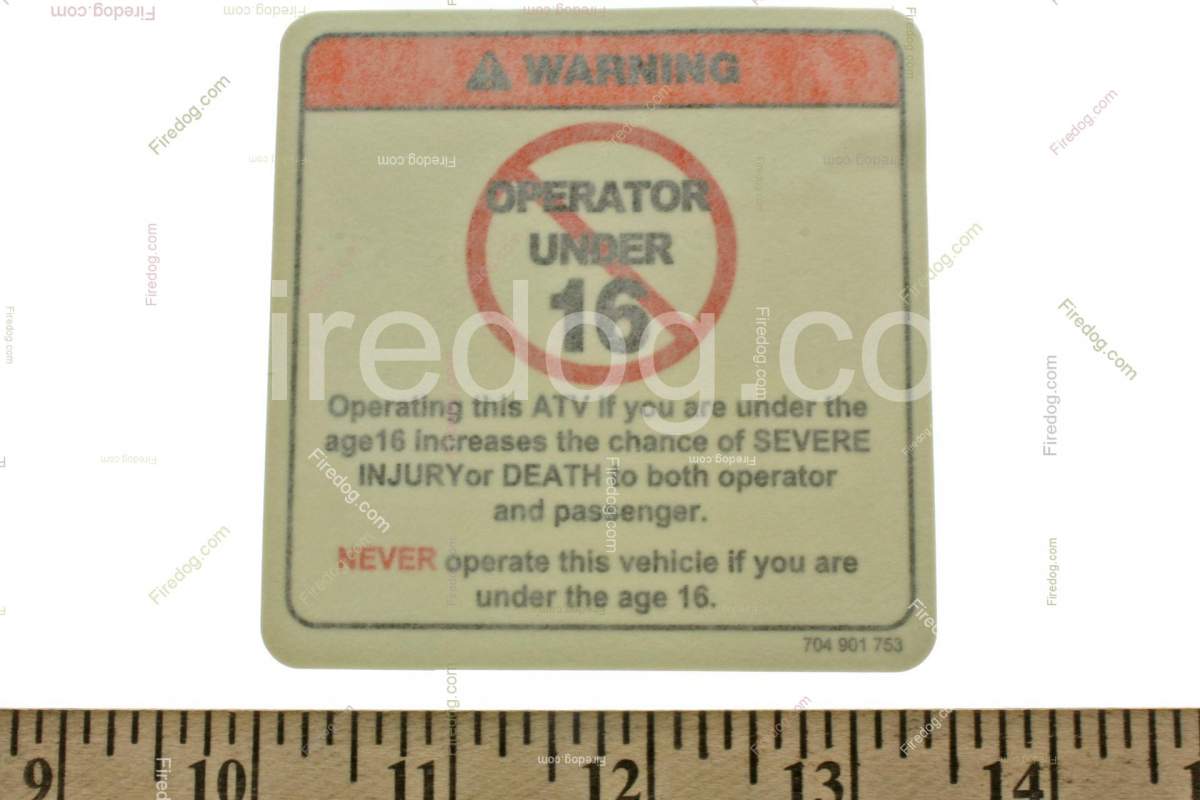 WARNING
OPERATOR
UNDER
16
Operating this ATV if you are under the
age16 increases the chance of SEVERE
INJURYor DEATH to both operator
and passenger.
NEVER operate this vehicle if you are
under the age 16.
704 901 753
firedog.co
Firedog.com
9 10 11 12 13 14